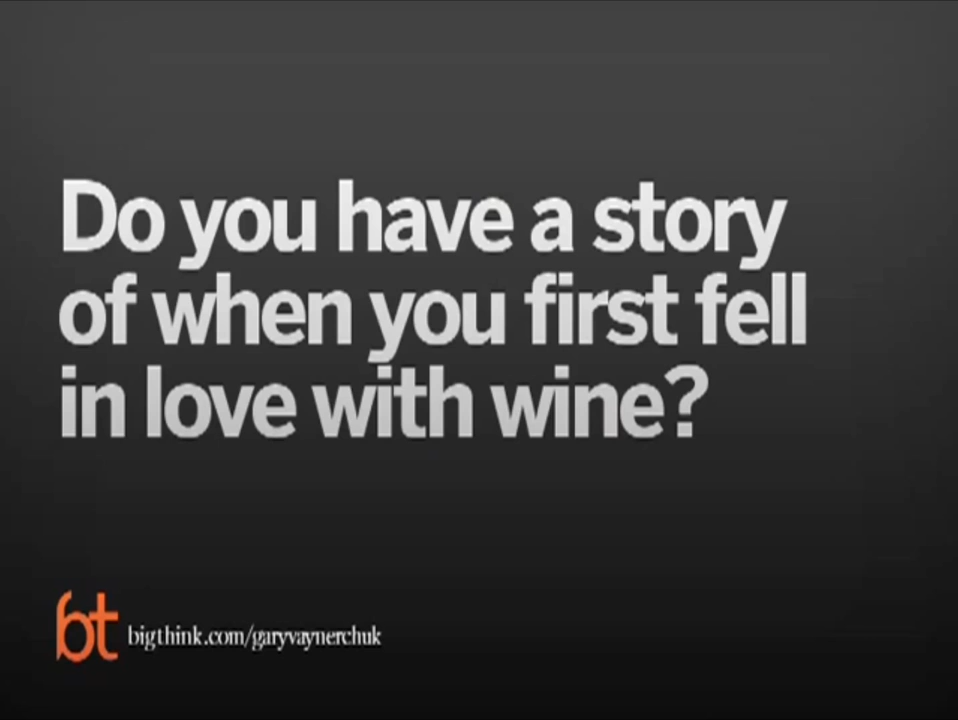 Do you have a story
of when you first fell
in love with wine?
bt bigthink.com/garyvaynerchuk